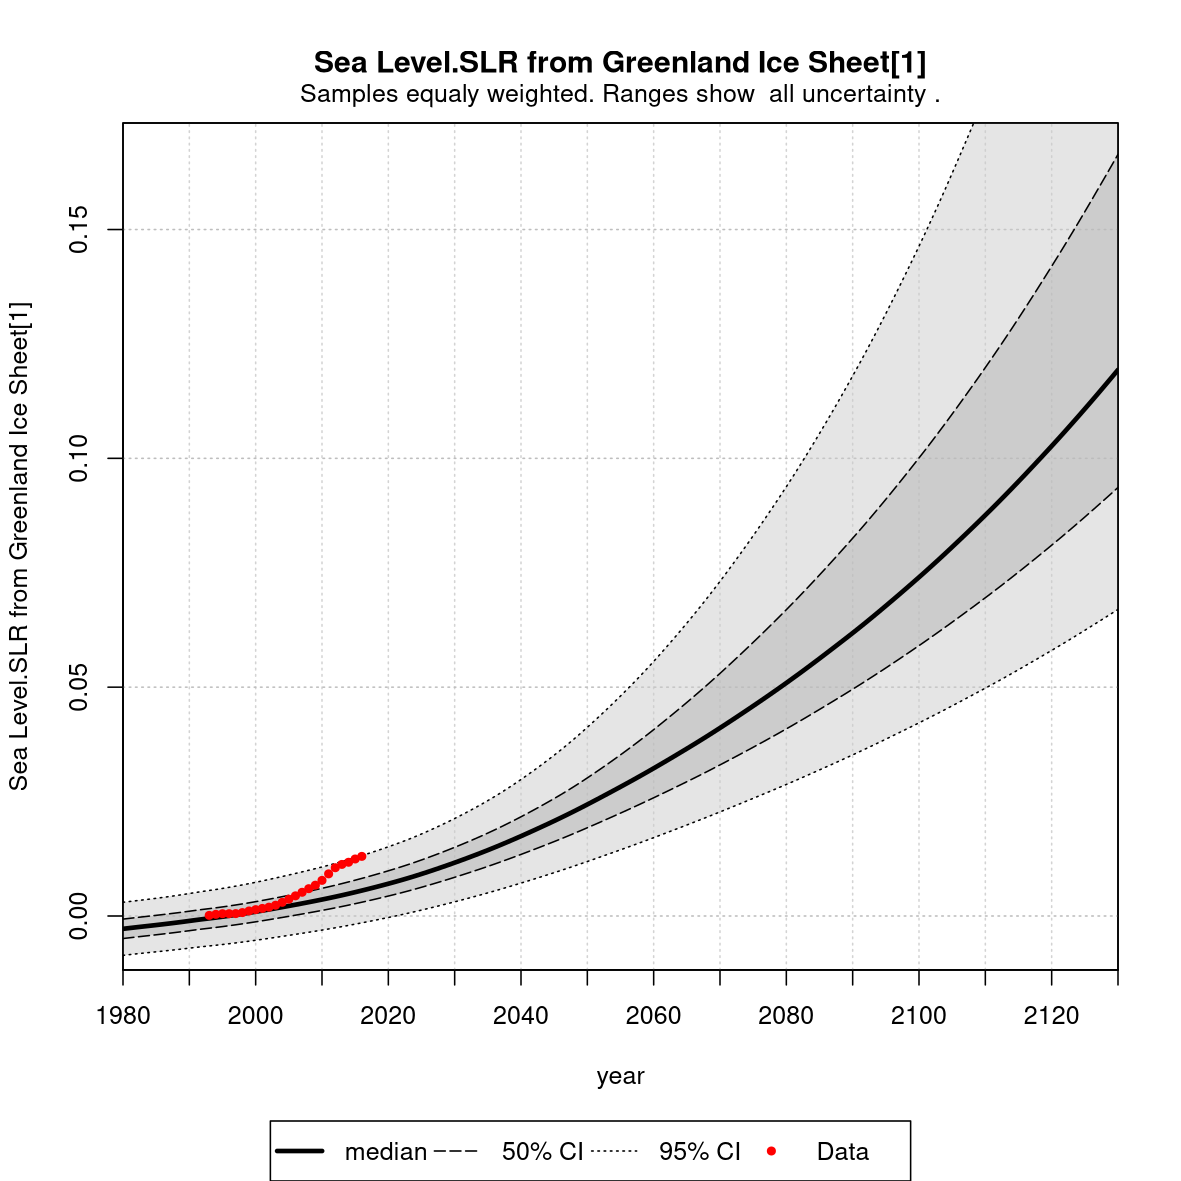 Sea Level.SLR from Greenland Ice Sheet[1]
Samples equaly weighted. Ranges show  all uncertainty .
Sea Level.SLR from Greenland Ice Sheet[1]
0.15
0.10
0.05
0.00
1980 2000 2020 2040 2060 2080 2100 2120
year
median 50% CI 95% CI Data